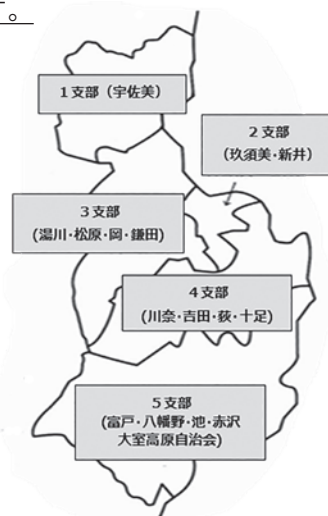 。
1支部（宇佐美）
2支部
（玖須美・新井）
3支部
(湯川・松原・岡・鎌田)
4支部
(川奈・吉田・荻・十足)
5支部
(富戸・八幡野・池・赤沢
大室高原自治会)